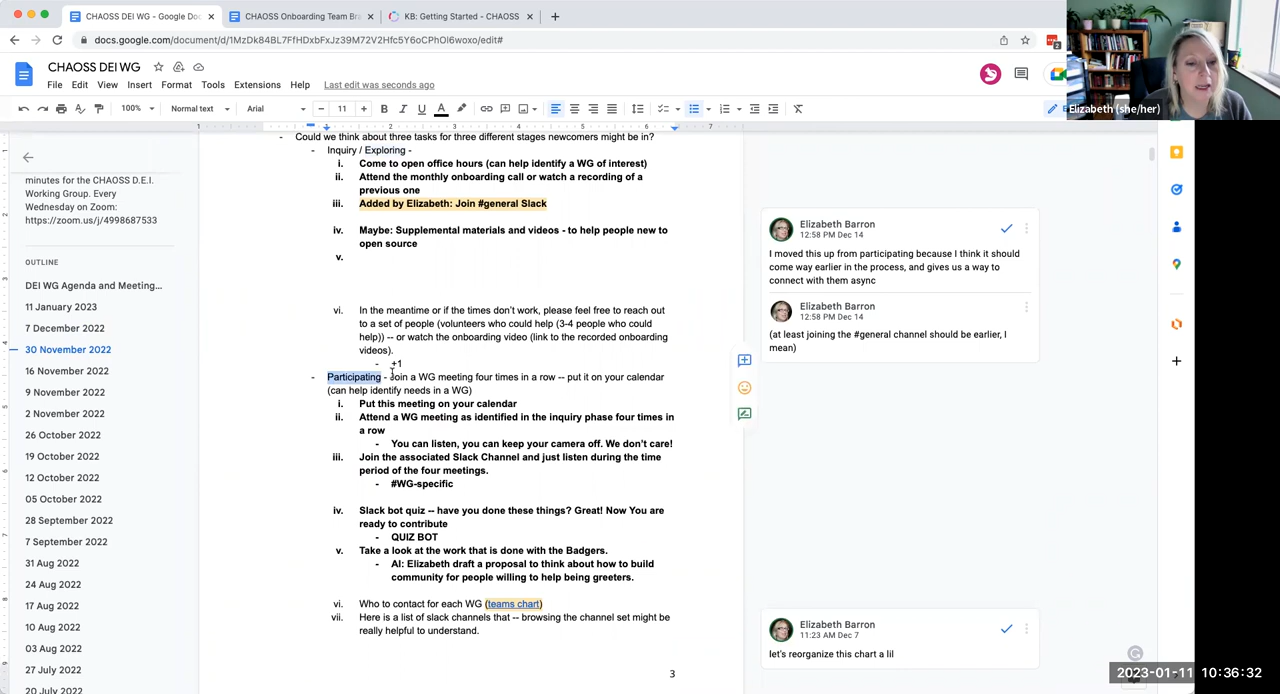 CHAOSS DEI WG - Google Doc
CHAOSS Onboarding Team Bra
KB: Getting Started - CHAOSS
docs.google.com/document/d/1MzDk84BL7FfHDxbFxJz39M72V2Hfc5Y6oCPhOl6woxo/edit#
CHAOSS DEI WG
File Edit View Insert Format Tools Extensions Help Last edit was seconds ago
100% Normal text Arial 11
Elizabeth (she/her)
minutes for the CHAOSS D.E.I.
Working Group. Every
Wednesday on Zoom:
https://zoom.us/j/4998687533
OUTLINE
DEI WG Agenda and Meeting...
11 January 2023
7 December 2022
30 November 2022
16 November 2022
9 November 2022
2 November 2022
26 October 2022
19 October 2022
12 October 2022
05 October 2022
28 September 2022
7 September 2022
31 Aug 2022
24 Aug 2022
17 Aug 2022
10 Aug 2022
03 Aug 2022
27 July 2022
20 July 2022
- Could we think about three tasks for three different stages newcomers might be in?
- Inquiry / Exploring -
i. Come to open office hours (can help identify a WG of interest)
ii. Attend the monthly onboarding call or watch a recording of a
previous one
iii. Added by Elizabeth: Join #general Slack
iv. Maybe: Supplemental materials and videos - to help people new to
open source
v.
vi. In the meantime or if the times don't work, please feel free to reach out
to a set of people (volunteers who could help (3-4 people who could
help)) -- or watch the onboarding video (link to the recorded onboarding
videos).
- +1
- Participating - Join a WG meeting four times in a row -- put it on your calendar
(can help identify needs in a WG)
i. Put this meeting on your calendar
ii. Attend a WG meeting as identified in the inquiry phase four times in
a row
- You can listen, you can keep your camera off. We don't care!
iii. Join the associated Slack Channel and just listen during the time
period of the four meetings.
- #WG-specific
iv. Slack bot quiz -- have you done these things? Great! Now You are
ready to contribute
- QUIZ BOT
v. Take a look at the work that is done with the Badgers.
- AI: Elizabeth draft a proposal to think about how to build
community for people willing to help being greeters.
vi. Who to contact for each WG (teams chart)
vii. Here is a list of slack channels that -- browsing the channel set might be
really helpful to understand.
3
Elizabeth Barron
12:58 PM Dec 14
I moved this up from participating because I think it should
come way earlier in the process, and gives us a way to
connect with them async
Elizabeth Barron
12:58 PM Dec 14
(at least joining the #general channel should be earlier, I
mean)
Elizabeth Barron
11:23 AM Dec 7
let's reorganize this chart a lil
2023-01-11 10:36:32